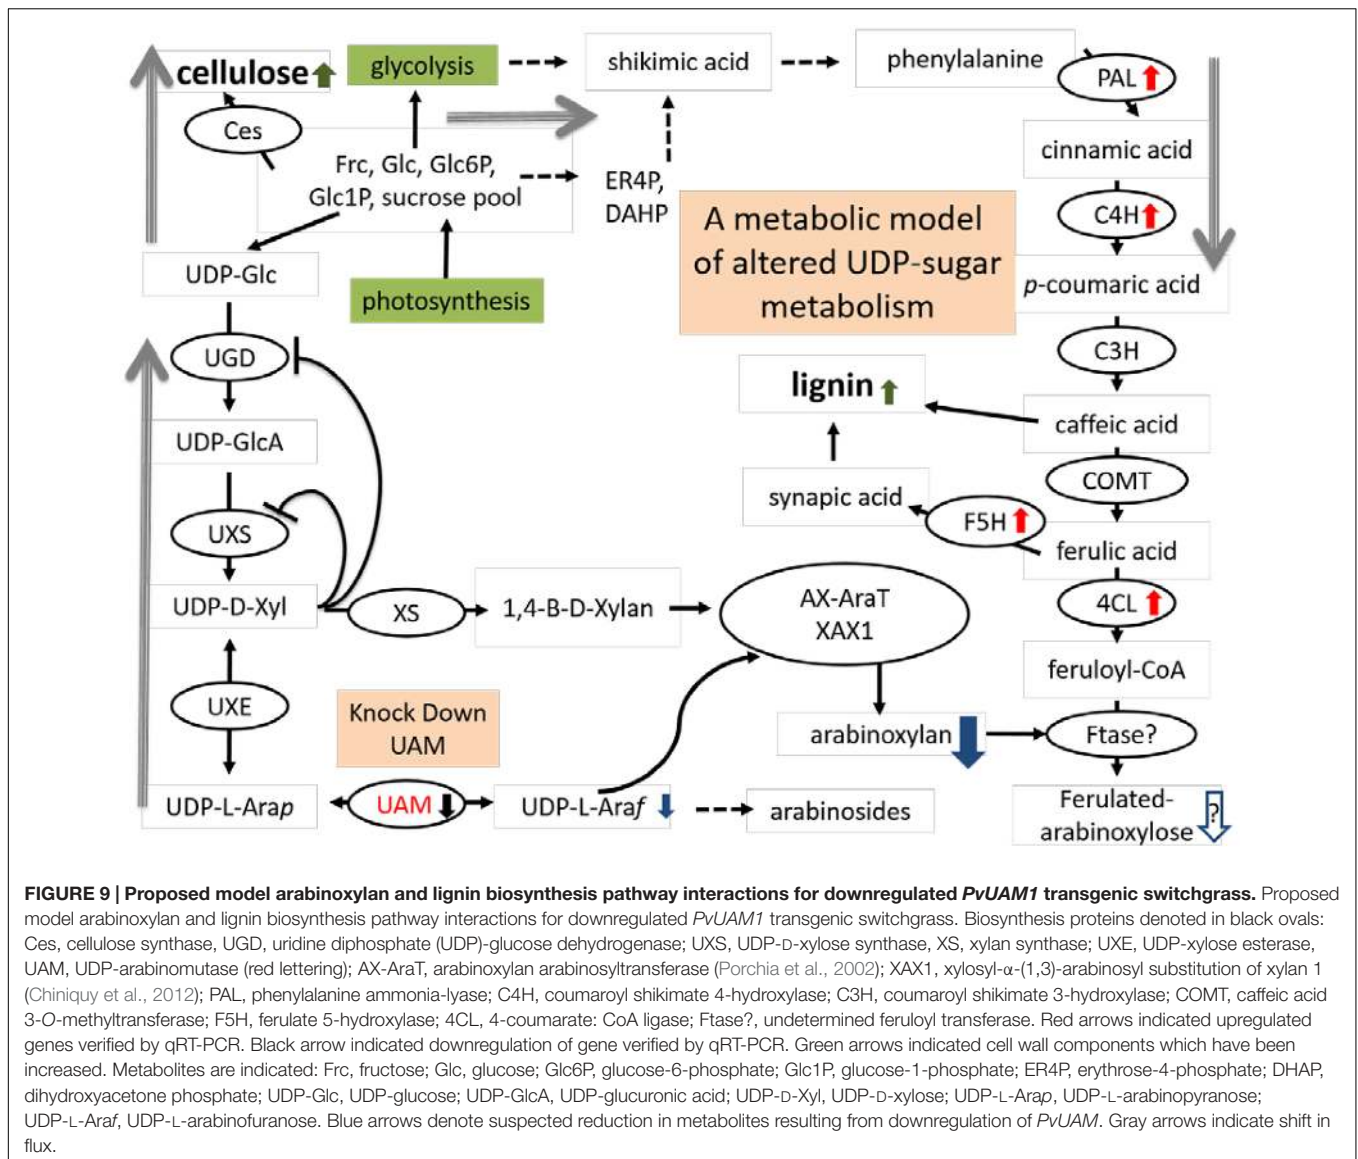 cellulose
glycolysis
shikimic acid
phenylalanine
PAL
Ces
cinnamic acid
Frc, Glc, Glc6P,
Glc1P, sucrose pool
ER4P,
DAHP
C4H
A metabolic model
of altered UDP-sugar
metabolism
UDP-Glc
photosynthesis
p-coumaric acid
UGD
C3H
lignin
UDP-GlcA
caffeic acid
COMT
synapic acid
F5H
UXS
ferulic acid
UDP-D-Xyl
XS
1,4-B-D-Xylan
AX-AraT
XAX1
4CL
feruloyl-CoA
UXE
Knock Down
UAM
arabinoxylan
Ftase?
UDP-L-Arap
UAM
UDP-L-Araf
arabinosides
Ferulated-
arabinoxylose
?
FIGURE 9 | Proposed model arabinoxylan and lignin biosynthesis pathway interactions for downregulated PvUAM1 transgenic switchgrass. Proposed
model arabinoxylan and lignin biosynthesis pathway interactions for downregulated PvUAM1 transgenic switchgrass. Biosynthesis proteins denoted in black ovals:
Ces, cellulose synthase, UGD, uridine diphosphate (UDP)-glucose dehydrogenase; UXS, UDP-D-xylose synthase, XS, xylan synthase; UXE, UDP-xylose esterase,
UAM, UDP-arabinomutase (red lettering); AX-AraT, arabinoxylan arabinosyltransferase (Porchia et al., 2002); XAX1, xylosyl-α-(1,3)-arabinosyl substitution of xylan 1
(Chiniquy et al., 2012); PAL, phenylalanine ammonia-lyase; C4H, coumaroyl shikimate 4-hydroxylase; C3H, coumaroyl shikimate 3-hydroxylase; COMT, caffeic acid
3-O-methyltransferase; F5H, ferulate 5-hydroxylase; 4CL, 4-coumarate: CoA ligase; Ftase?, undetermined feruloyl transferase. Red arrows indicated upregulated
genes verified by qRT-PCR. Black arrow indicated downregulation of gene verified by qRT-PCR. Green arrows indicated cell wall components which have been
increased. Metabolites are indicated: Frc, fructose; Glc, glucose; Glc6P, glucose-6-phosphate; Glc1P, glucose-1-phosphate; ER4P, erythrose-4-phosphate; DHAP,
dihydroxyacetone phosphate; UDP-Glc, UDP-glucose; UDP-GlcA, UDP-glucuronic acid; UDP-D-Xyl, UDP-D-xylose; UDP-L-Arap, UDP-L-arabinopyranose;
UDP-L-Araf, UDP-L-arabinofuranose. Blue arrows denote suspected reduction in metabolites resulting from downregulation of PvUAM. Gray arrows indicate shift in
flux.